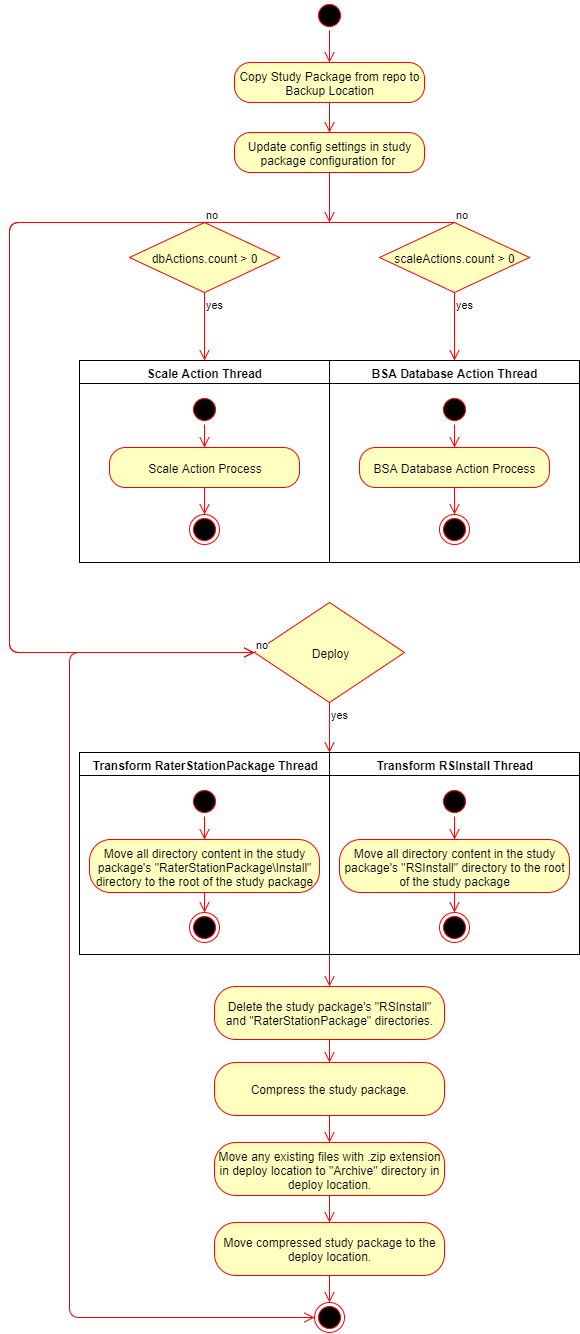 Copy Study Package from repo to
Backup Location
Update config settings in study
package configuration for
no
no
dbActions.count > 0
scaleActions.count > 0
yes
yes
Scale Action Thread
BSA Database Action Thread
Scale Action Process
BSA Database Action Process
no
Deploy
yes
Transform RaterStationPackage Thread
Transform RSInstall Thread
Move all directory content in the study
package's "RaterStationPackage\Install"
directory to the root of the study package
Move all directory content in the study
package's "RSInstall" directory to the root
of the study package
Delete the study package's "RSInstall"
and "RaterStationPackage" directories.
Compress the study package.
Move any existing files with .zip extension
in deploy location to "Archive" directory in
deploy location.
Move compressed study package to the
deploy location.